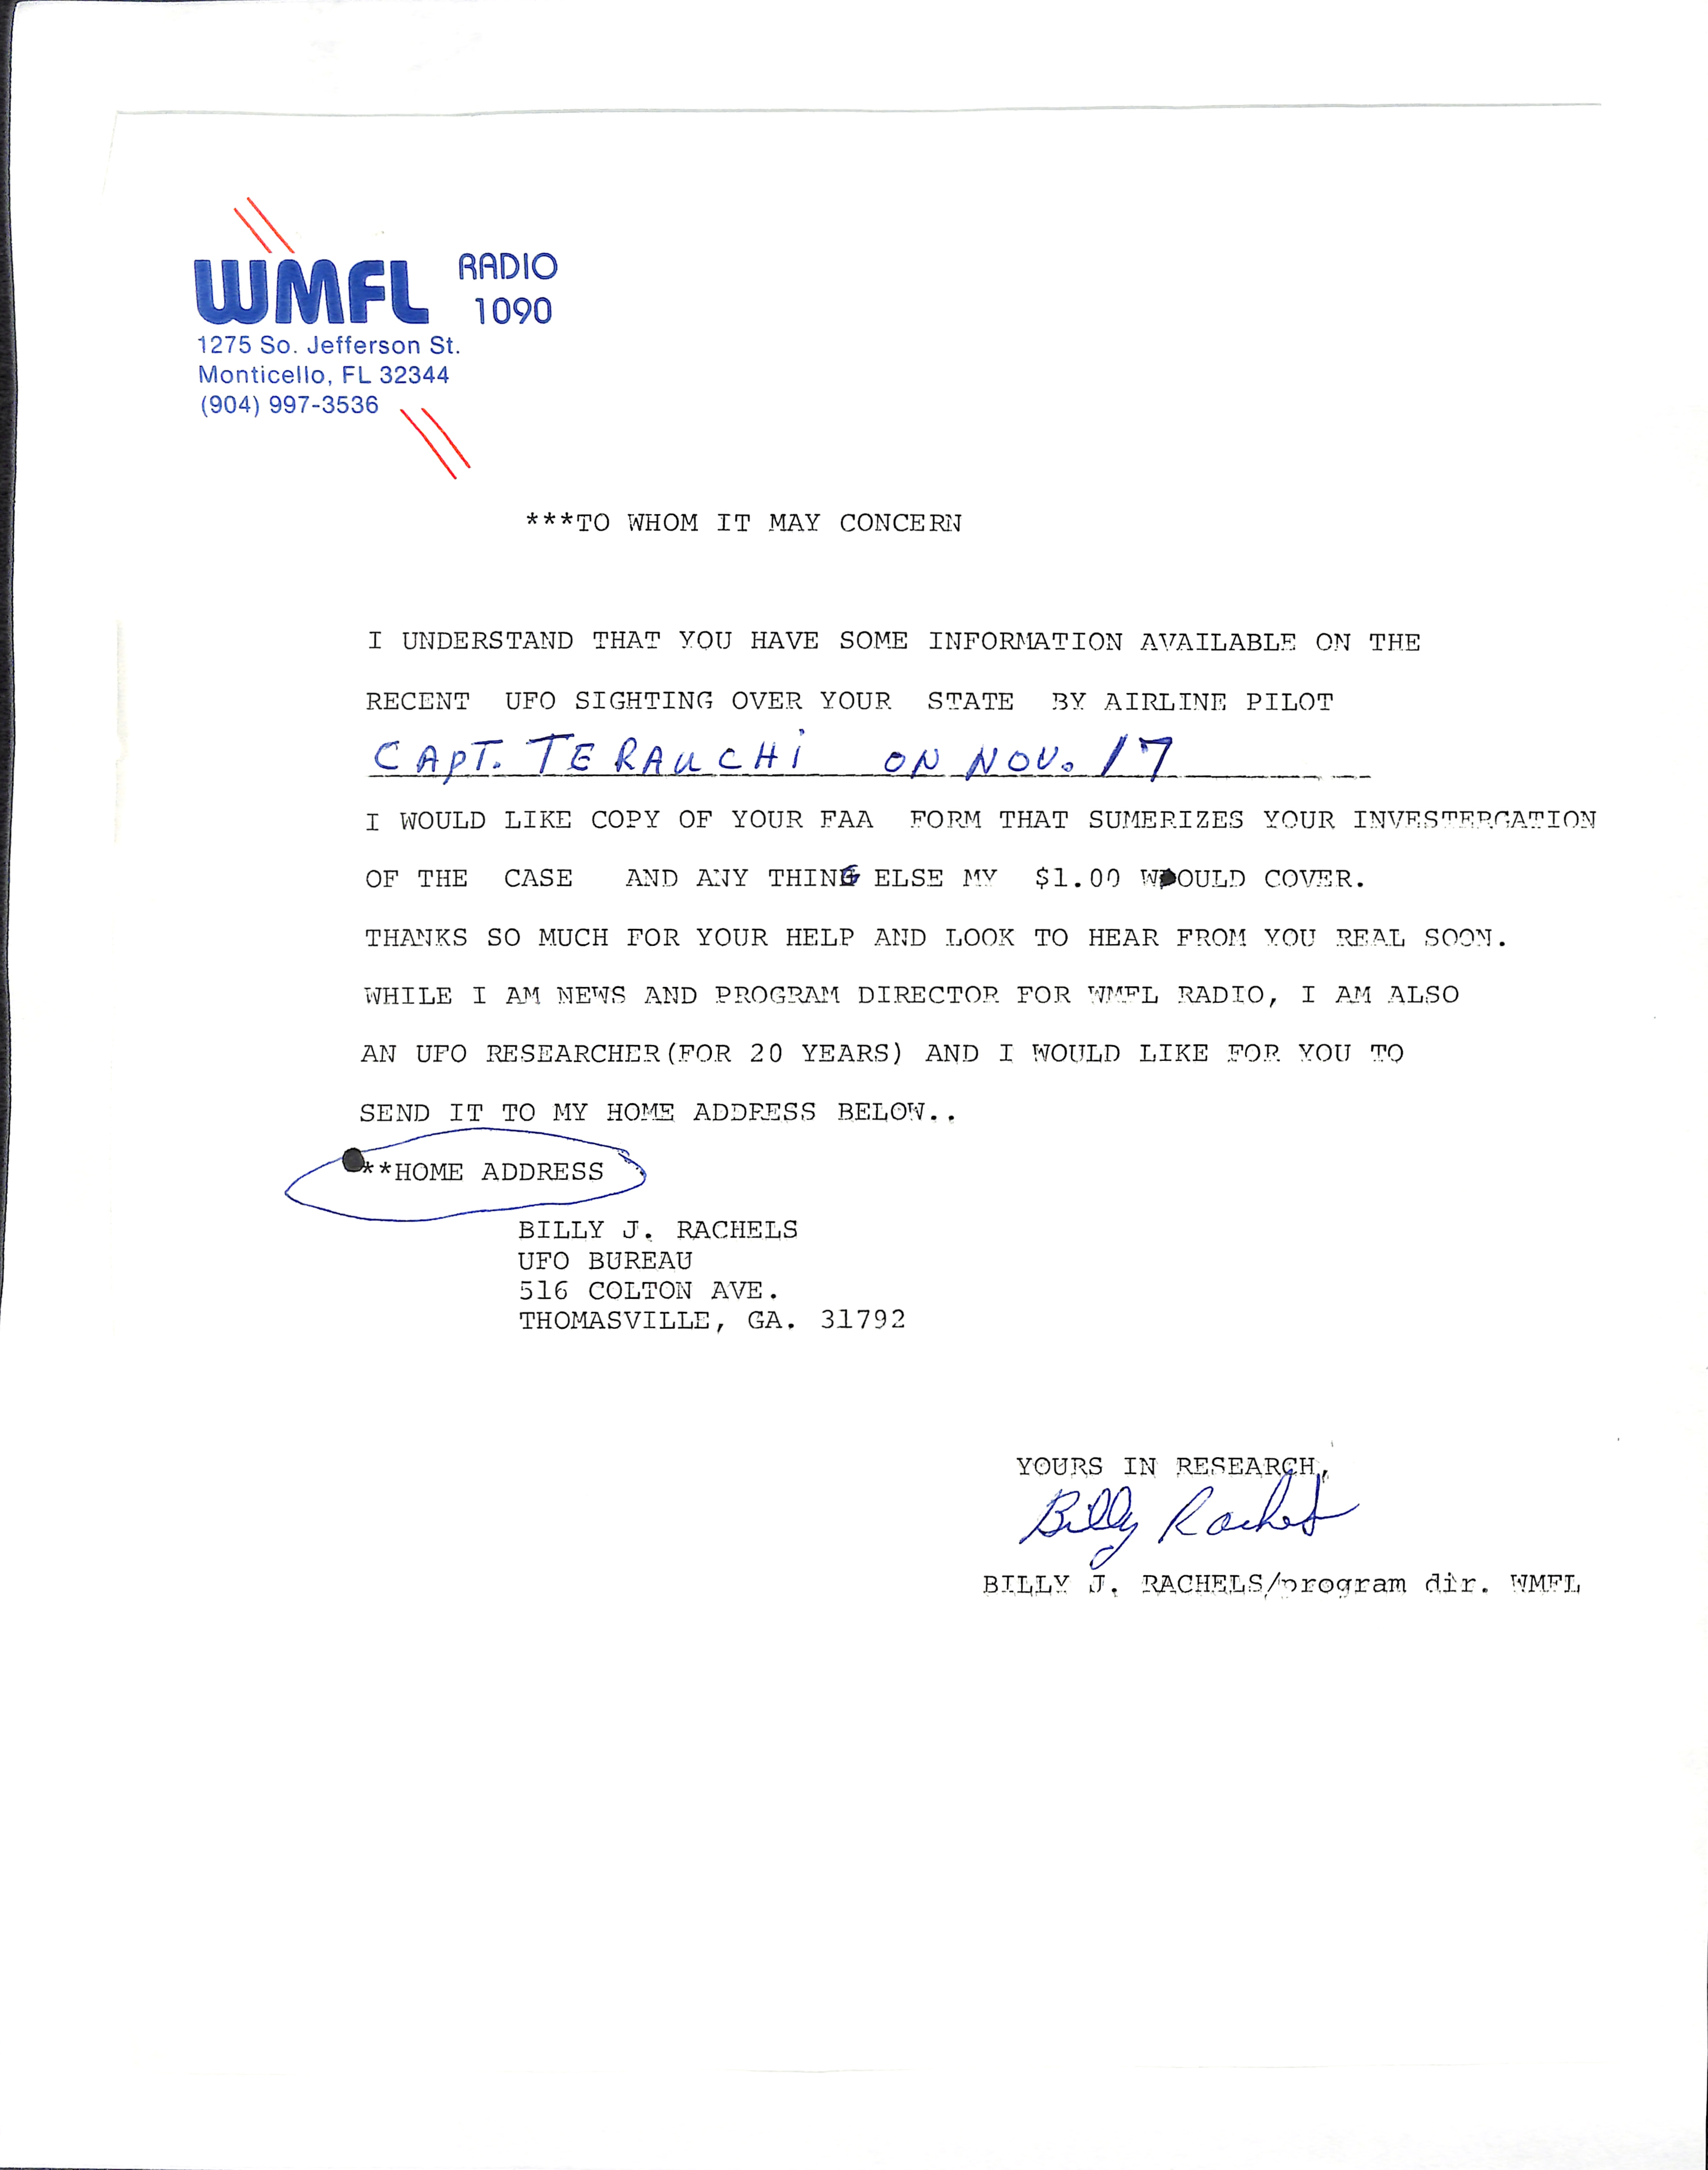 WMFL RADIO
1090
1275 So. Jefferson St.
Monticello, FL 32344
(904) 997-3536
***TO WHOM IT MAY CONCERN
I UNDERSTAND THAT YOU HAVE SOME INFORMATION AVAILABLE ON THE
RECENT UFO SIGHTING OVER YOUR STATE BY AIRLINE PILOT
CAPT. TERAUCHI ON NOV. 17
I WOULD LIKE COPY OF YOUR FAA FORM THAT SUMERIZES YOUR INVESTERGATION
OF THE CASE AND ANY THING ELSE MY $1.00 WOULD COVER.
THANKS SO MUCH FOR YOUR HELP AND LOOK TO HEAR FROM YOU REAL SOON.
WHILE I AM NEWS AND PROGRAM DIRECTOR FOR WMFL RADIO, I AM ALSO
AN UFO RESEARCHER(FOR 20 YEARS) AND I WOULD LIKE FOR YOU TO
SEND IT TO MY HOME ADDRESS BELOW..
**HOME ADDRESS
BILLY J. RACHELS
UFO BUREAU
516 COLTON AVE.
THOMASVILLE, GA. 31792
YOURS IN RESEARCH,
Billy Rachels
BILLY J. RACHELS/program dir. WMFL